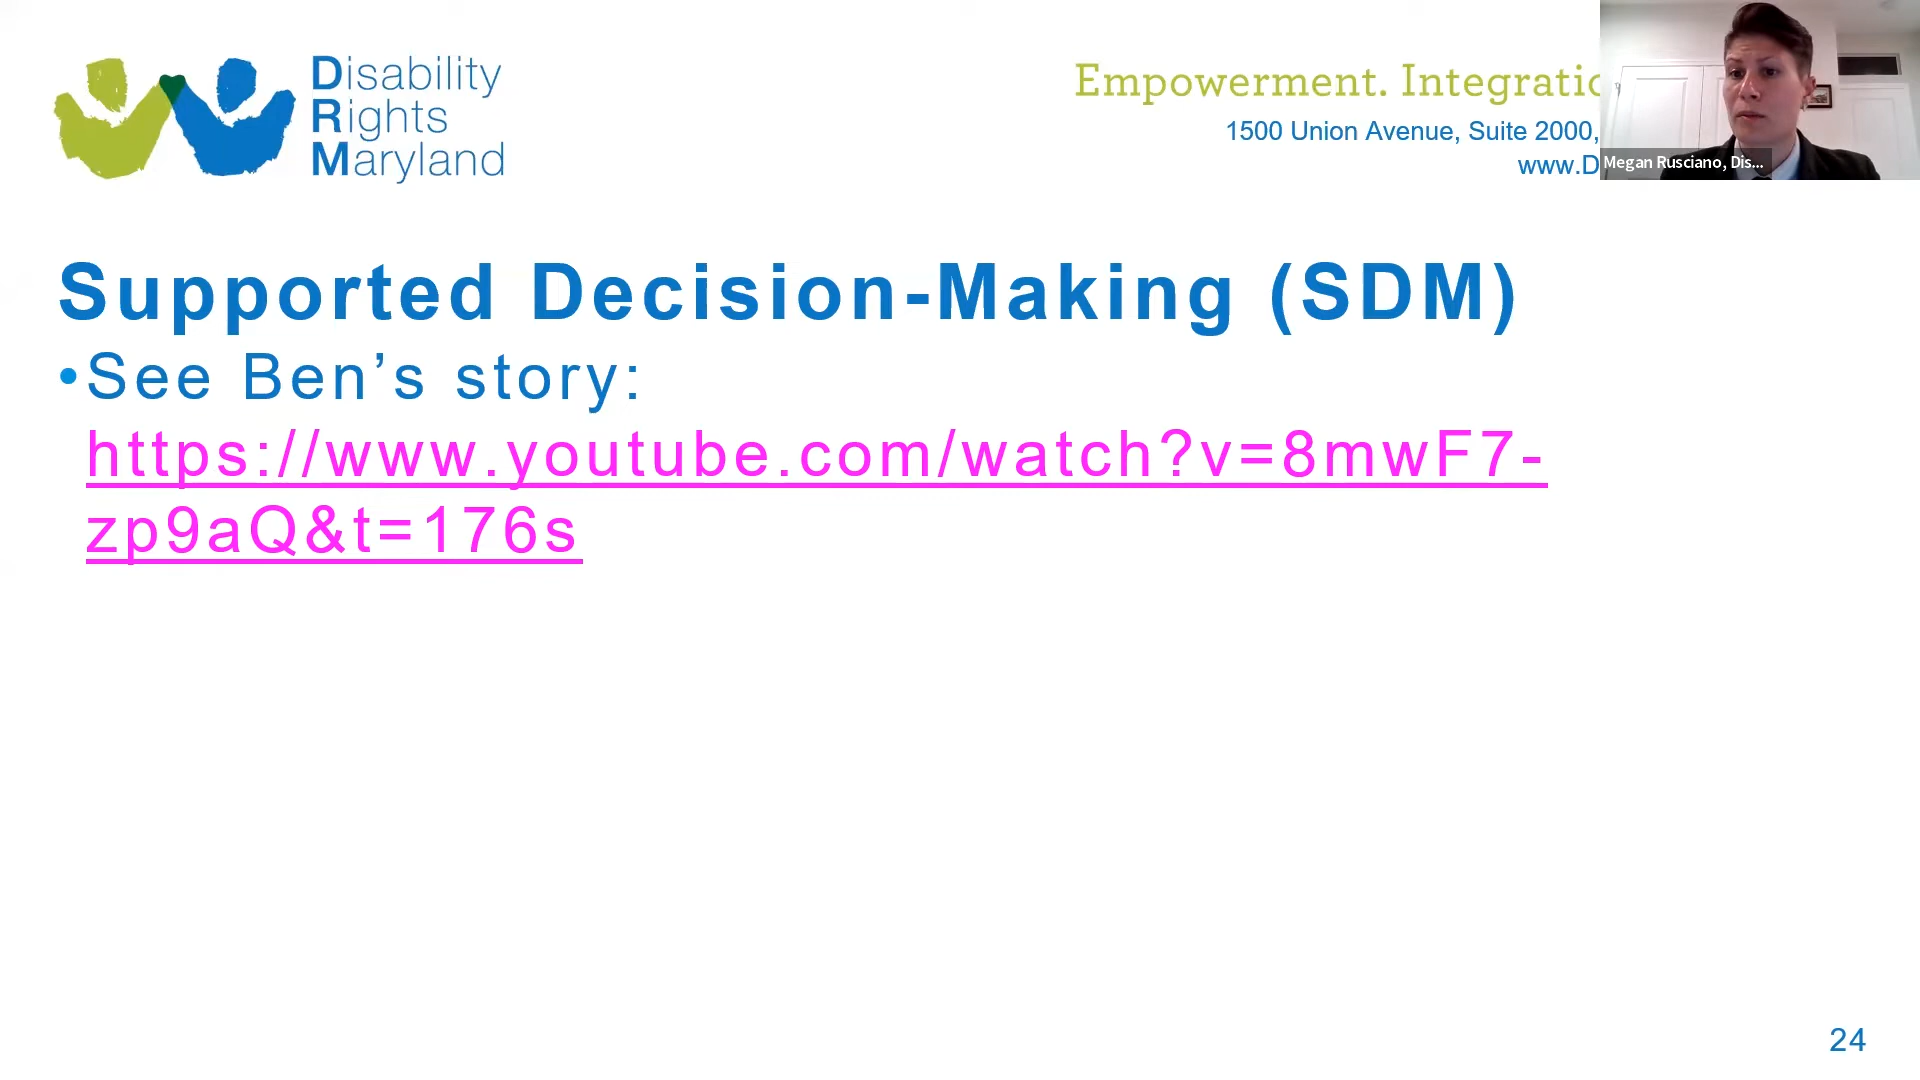 Disability
Rights
Maryland
Empowerment. Integratio
1500 Union Avenue, Suite 2000,
www.D
Megan Rusciano, Dis...
Supported Decision-Making (SDM)
•See Ben’s story:
https://www.youtube.com/watch?v=8mwF7-
zp9aQ&t=176s
24